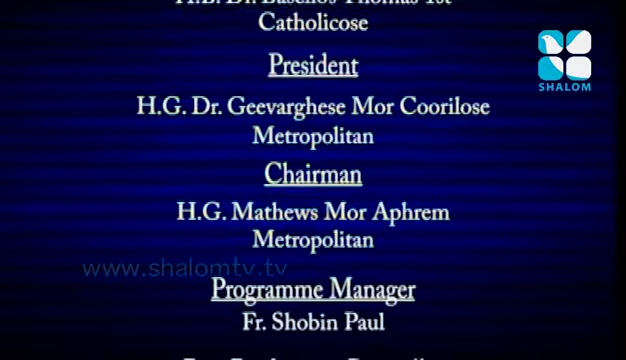 Catholicose
President
H.G. Dr. Geevarghese Mor Coorilose
Metropolitan
Chairman
H.G. Mathews Mor Aphrem
Metropolitan
Programme Manager
Fr. Shobin Paul
SHALOM
www.shalomtv.tv